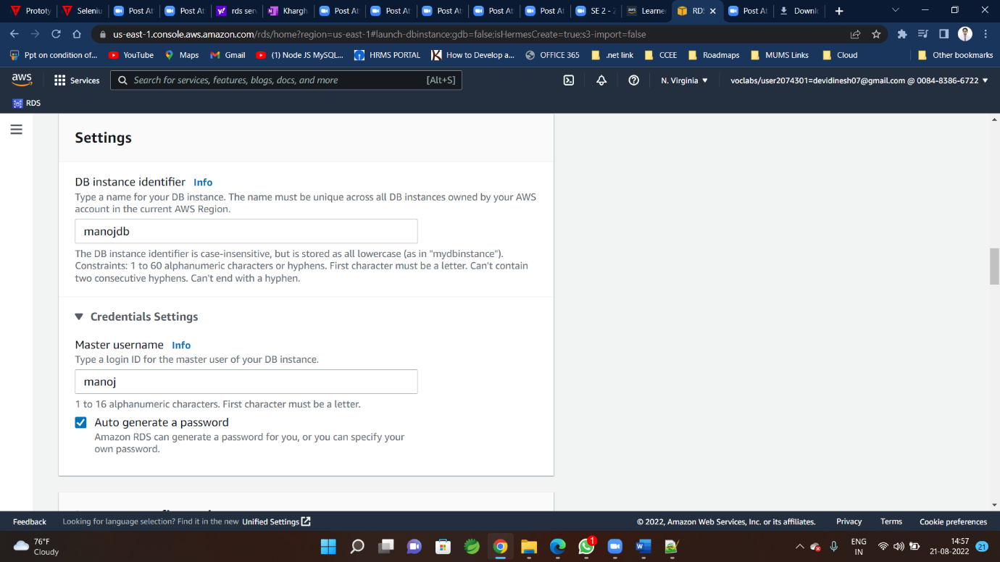 Prototy
Seleniu
Post At
Post At
rds ser
Khargh
Post At
Post At
Post At
Post At
Post At
SE 2 - 2
Learne
RDS
Post At
Downl
us-east-1.console.aws.amazon.com/rds/home?region=us-east-1#launch-dbinstance:gdb=false;isHermesCreate=true;s3-import=false
Ppt on condition of...
YouTube
Maps
Gmail
(1) Node JS MySQL...
HRMS PORTAL
How to Develop a...
OFFICE 365
.net link
CCEE
Roadmaps
MUMS Links
Cloud
Other bookmarks
aws
Services
Search for services, features, blogs, docs, and more
[Alt+S]
N. Virginia
voclabs/user2074301=devidinesh07@gmail.com @ 0084-8386-6722
RDS
Settings
DB instance identifier Info
Type a name for your DB instance. The name must be unique across all DB instances owned by your AWS
account in the current AWS Region.
manojdb
The DB instance identifier is case-insensitive, but is stored as all lowercase (as in "mydbinstance").
Constraints: 1 to 60 alphanumeric characters or hyphens. First character must be a letter. Can't contain
two consecutive hyphens. Can't end with a hyphen.
Credentials Settings
Master username Info
Type a login ID for the master user of your DB instance.
manoj
1 to 16 alphanumeric characters. First character must be a letter.
Auto generate a password
Amazon RDS can generate a password for you, or you can specify your
own password.
Feedback
Looking for language selection? Find it in the new Unified Settings
© 2022, Amazon Web Services, Inc. or its affiliates.
Privacy
Terms
Cookie preferences
76°F
Cloudy
1
ENG
IN
14:57
21-08-2022
21